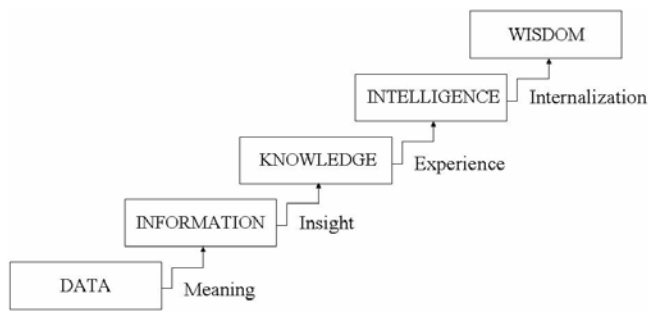 WISDOM
INTELLIGENCE
Internalization
KNOWLEDGE
Experience
INFORMATION
Insight
DATA
Meaning